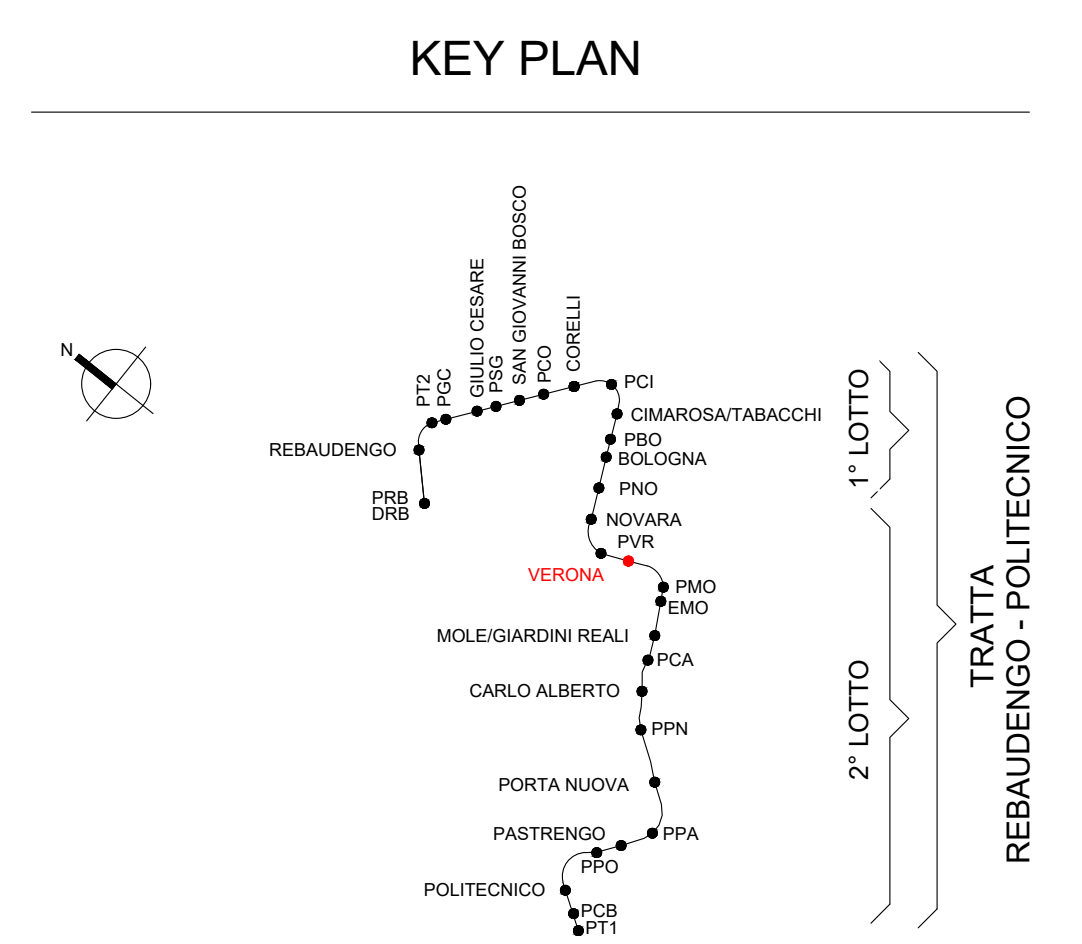 KEY PLAN
N
PT2
PGC
GIULIO CESARE
PSG
SAN GIOVANNI BOSCO
PCO
CORELLI
PCI
CIMAROSA/TABACCHI
PBO
BOLOGNA
REBAUDENGO
PRB
DRB
PNO
NOVARA
PVR
VERONA
PMO
EMO
MOLE/GIARDINI REALI
PCA
CARLO ALBERTO
PPN
PORTA NUOVA
PASTRENGO
PPA
PPO
POLITECNICO
PCB
PT1
1° LOTTO
2° LOTTO
TRATTA
REBAUDENGO - POLITECNICO